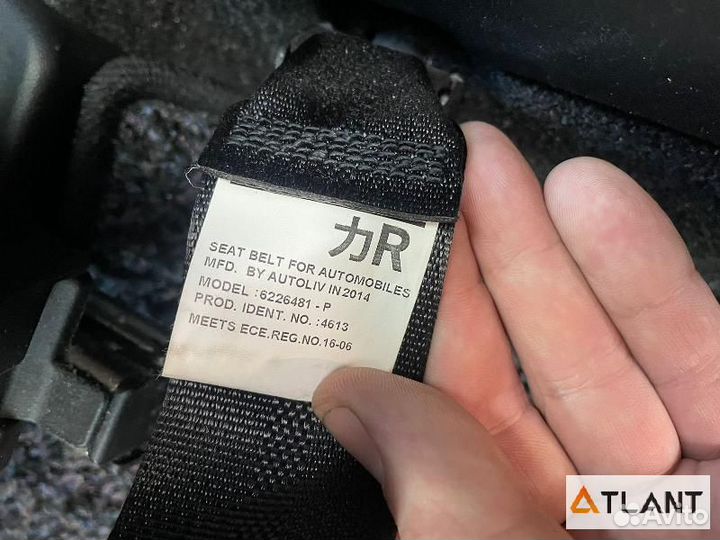 力R
SEAT BELT FOR AUTOMOBILES
MFD. BY AUTOLIV IN 2014
MODEL :6226481 - P
PROD. IDENT. NO. :4613
MEETS ECE.REG.NO.16-06
ATLANT
Avito